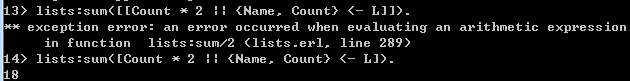 13> lists:sum([[Count * 2 || {Name, Count} <- L]]).
** exception error: an error occurred when evaluating an arithmetic expression
in function lists:sum/2 (lists.erl, line 289)
14> lists:sum([Count * 2 || {Name, Count} <- L]).
18